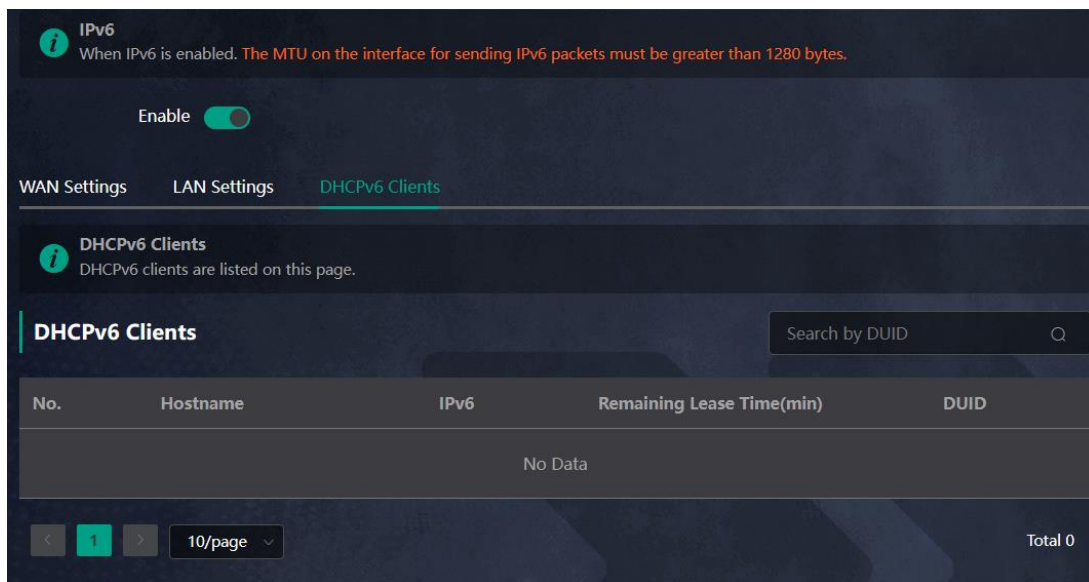 IPv6
When IPv6 is enabled. The MTU on the interface for sending IPv6 packets must be greater than 1280 bytes.
Enable
WAN Settings LAN Settings DHCPv6 Clients
DHCPv6 Clients
DHCPv6 clients are listed on this page.
DHCPv6 Clients Search by DUID
No. Hostname IPv6 Remaining Lease Time(min) DUID
No Data
< 1 > 10/page Total 0